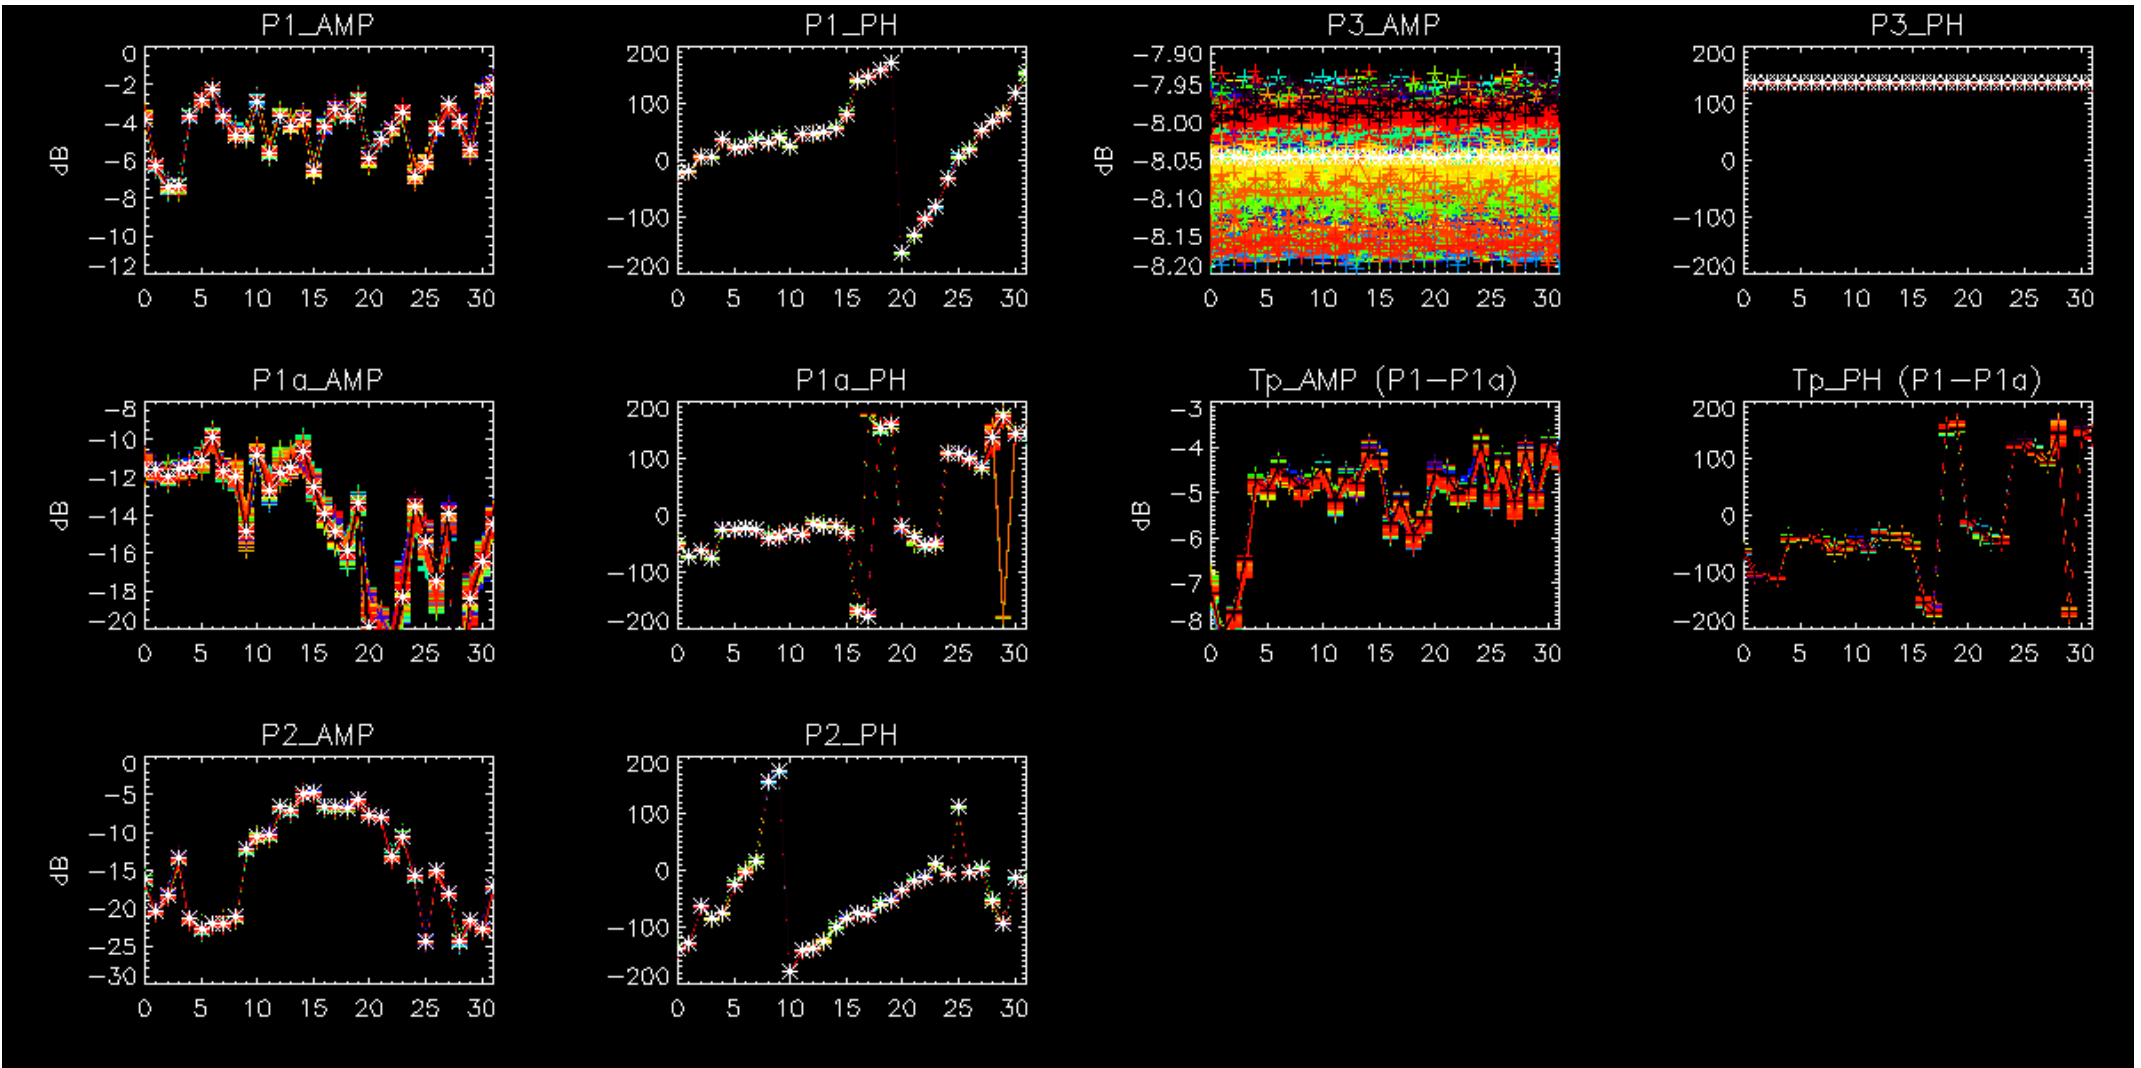 P1_AMP
0
−2
−4
−6
−8
−10
−12
dB
0 5 10 15 20 25 30
P1_PH
200
100
0
−100
−200
0 5 10 15 20 25 30
P3_AMP
−7.90
−7.95
−8.00
−8.05
−8.10
−8.15
−8.20
dB
0 5 10 15 20 25 30
P3_PH
200
100
0
−100
−200
0 5 10 15 20 25 30
P1a_AMP
−8
−10
−12
−14
−16
−18
−20
dB
0 5 10 15 20 25 30
P1a_PH
200
100
0
−100
−200
0 5 10 15 20 25 30
Tp_AMP (P1−P1a)
−3
−4
−5
−6
−7
−8
dB
0 5 10 15 20 25 30
Tp_PH (P1−P1a)
200
100
0
−100
−200
0 5 10 15 20 25 30
P2_AMP
0
−5
−10
−15
−20
−25
−30
dB
0 5 10 15 20 25 30
P2_PH
200
100
0
−100
−200
0 5 10 15 20 25 30